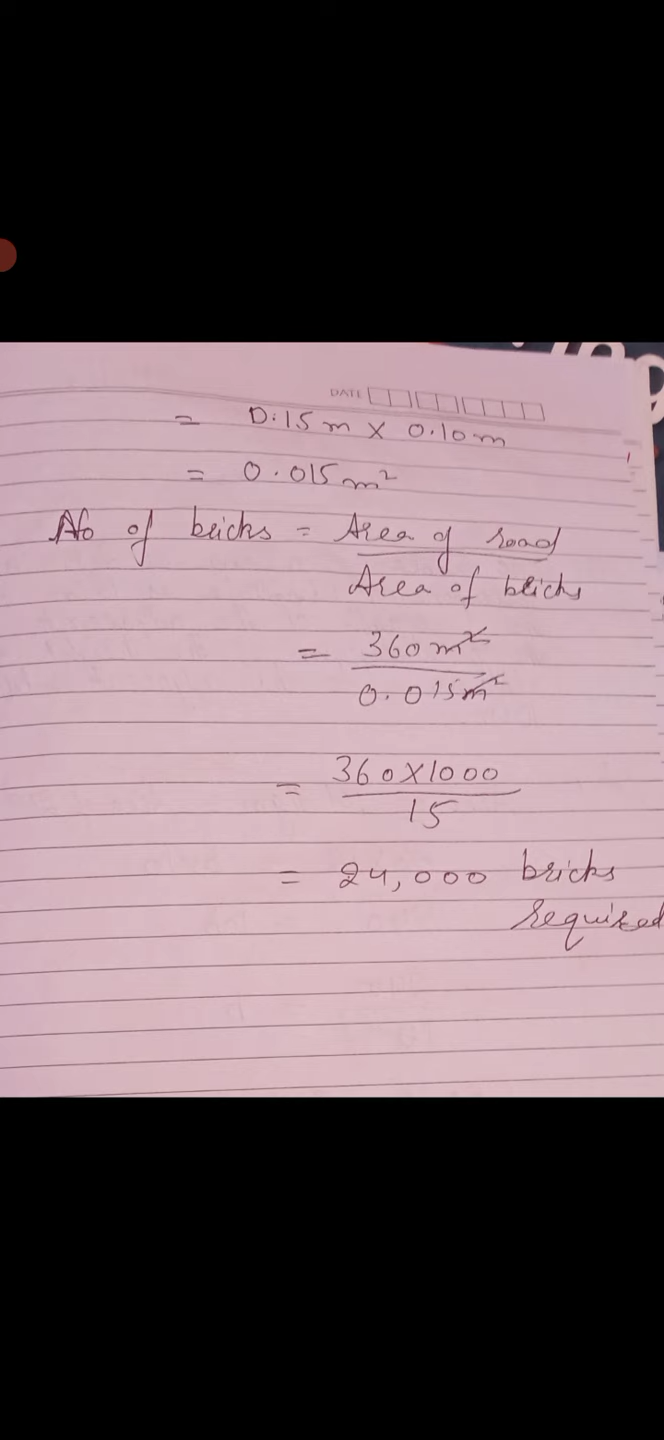 DATE
= 0.15 m × 0.10 m
= 0.015 m²
No of bricks = Area of road
Area of bricks
= 360 m²
0.015 m²
= 360×1000
15
= 24,000 bricks
required